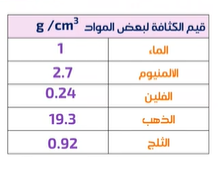 قيم الكثافة لبعض المواد g /cm³
الماء 1
الالمنيوم 2.7
الفلين 0.24
الذهب 19.3
الثلج 0.92